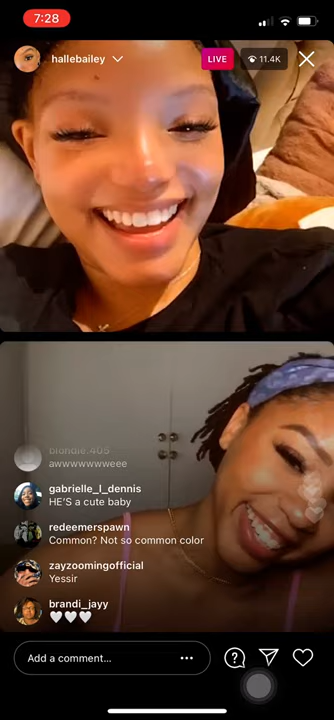 7:28
hallebailey
LIVE
11.4K
blandie.405
awwwwwwweee
gabrielle_l_dennis
HE'S a cute baby
redeemerspawn
Common? Not so common color
zayzoomingofficial
Yessir
brandi_jayy
🤍🤍🤍
Add a comment...